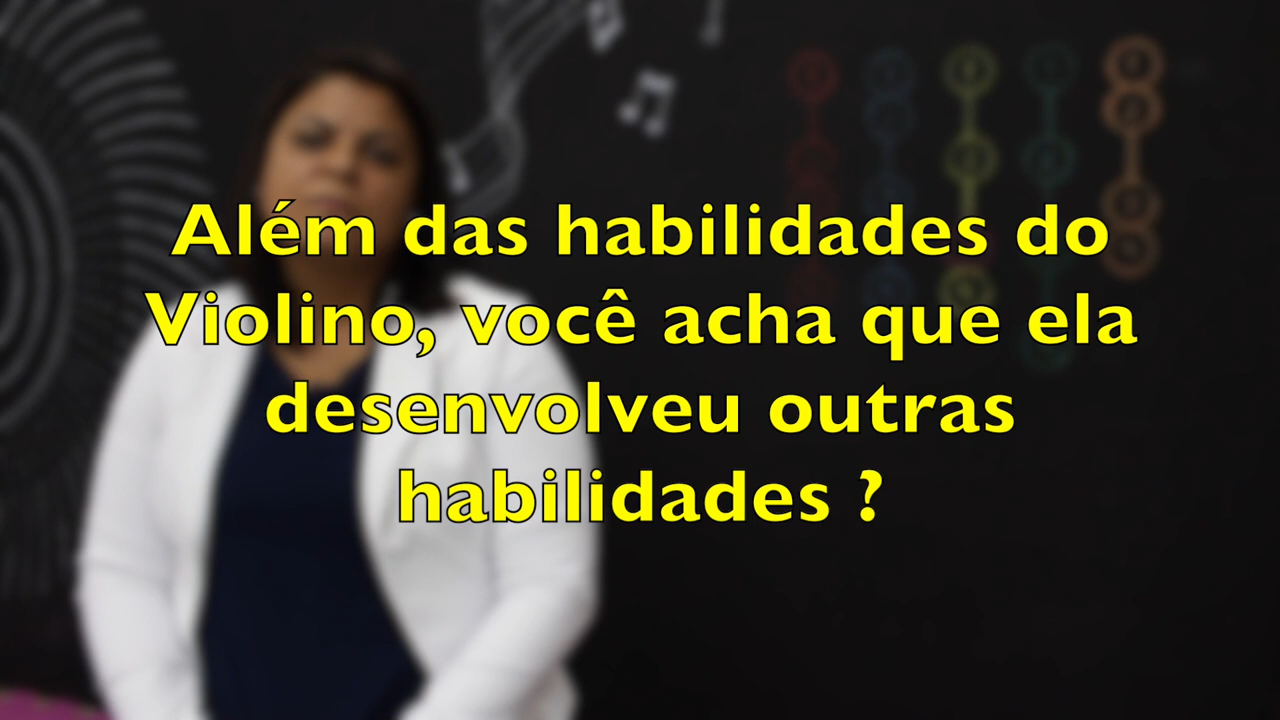 Além das habilidades do
Violino, você acha que ela
desenvolveu outras
habilidades ?